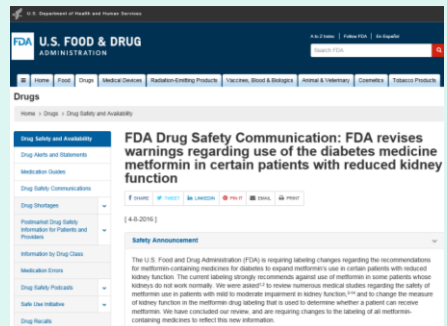 U.S. Department of Health and Human Services
FDA U.S. FOOD & DRUG
ADMINISTRATION
A to Z Index | Follow FDA | En Español
Search FDA
Home Food Drugs Medical Devices Radiation-Emitting Products Vaccines, Blood & Biologics Animal & Veterinary Cosmetics Tobacco Products
Drugs
Home > Drugs > Drug Safety and Availability
Drug Safety and Availability
Drug Alerts and Statements
Medication Guides
Drug Safety Communications
Drug Shortages
Postmarket Drug Safety
Information for Patients and
Providers
Information by Drug Class
Medication Errors
Drug Safety Podcasts
Safe Use Initiative
Drug Recalls
FDA Drug Safety Communication: FDA revises
warnings regarding use of the diabetes medicine
metformin in certain patients with reduced kidney
function
SHARE TWEET LINKEDIN PIN IT EMAIL PRINT
[ 4-8-2016 ]
Safety Announcement
The U.S. Food and Drug Administration (FDA) is requiring labeling changes regarding the recommendations
for metformin-containing medicines for diabetes to expand metformin's use in certain patients with reduced
kidney function. The current labeling strongly recommends against use of metformin in some patients whose
kidneys do not work normally. We were asked to review numerous medical studies regarding the safety of
metformin use in patients with mild to moderate impairment in kidney function, and to change the measure
of kidney function in the metformin drug labeling that is used to determine whether a patient can receive
metformin. We have concluded our review, and are requiring changes to the labeling of all metformin-
containing medicines to reflect this new information.